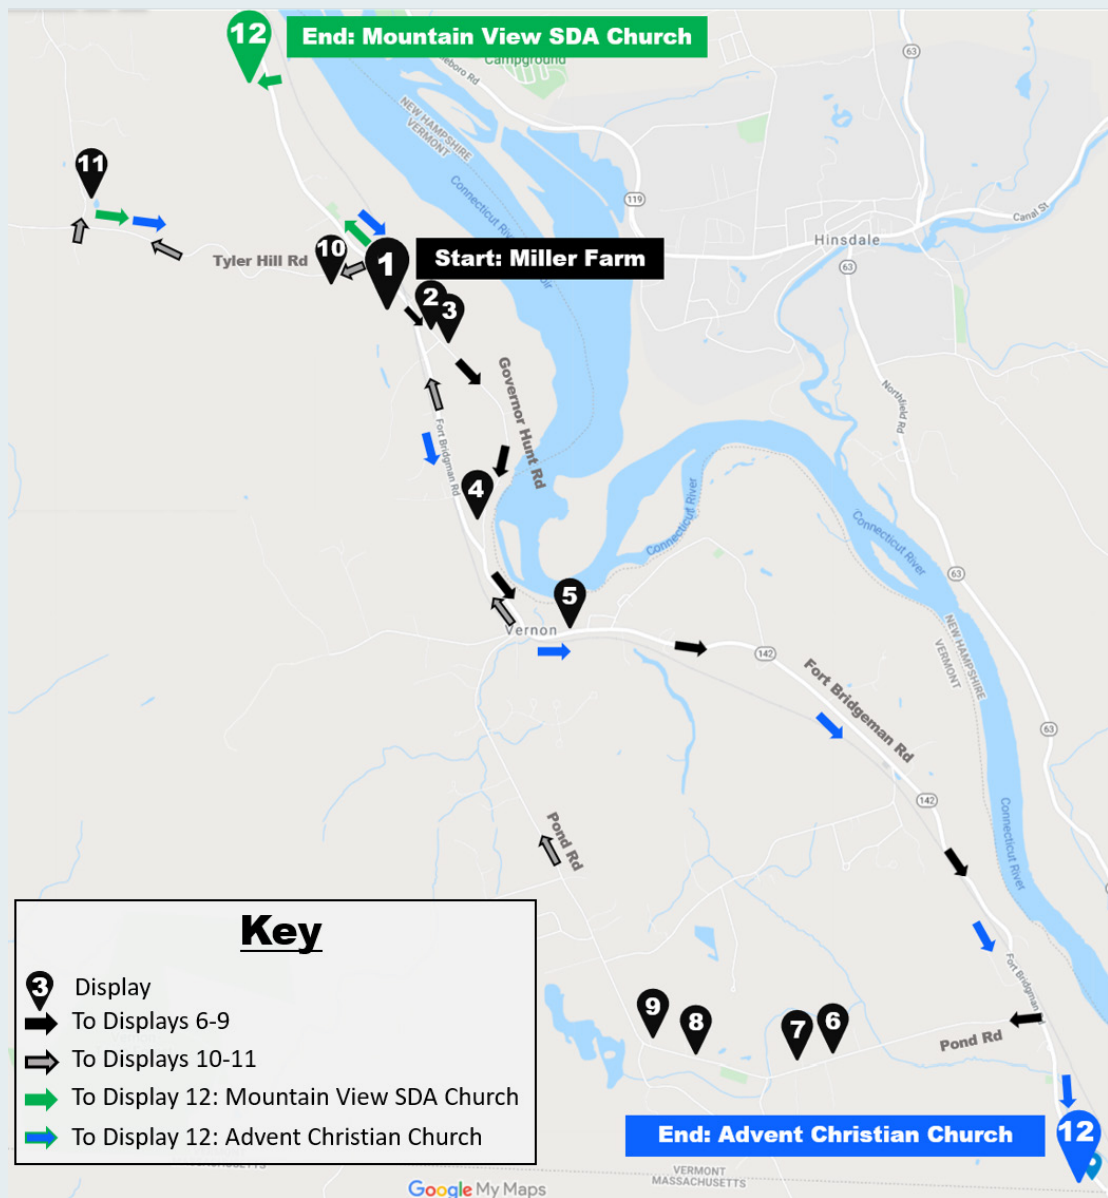 12
End: Mountain View SDA Church
Campground
63
NEW HAMPSHIRE
VERMONT
11
Connecticut River
119
Canal St
10
Tyler Hill Rd
1
Start: Miller Farm
Hinsdale
63
2
3
Governor Hunt Rd
Northfield Rd
Fort Bridgman Rd
4
Connecticut River
Connecticut River
5
63
Vernon
142
NEW HAMPSHIRE
VERMONT
Fort Bridgeman Rd
63
142
Connecticut River
Pond Rd
Key
3 Display
To Displays 6-9
To Displays 10-11
To Display 12: Mountain View SDA Church
To Display 12: Advent Christian Church
Fort Bridgman
9
8
7
6
Pond Rd
End: Advent Christian Church
12
VERMONT
MASSACHUSETTS
Google My Maps